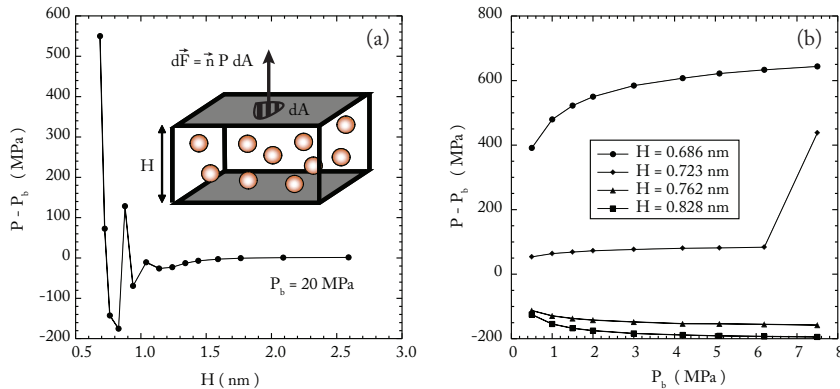 600
500
400
300
200
100
0
-100
-200
P - P_b (MPa)
0.5 1.0 1.5 2.0 2.5 3.0
H (nm)
(a)
dF⃗ = n⃗ P dA
dA
H
P_b = 20 MPa
800
600
400
200
0
-200
P - P_b (MPa)
0 1 2 3 4 5 6 7 8
P_b (MPa)
(b)
H = 0.686 nm
H = 0.723 nm
H = 0.762 nm
H = 0.828 nm